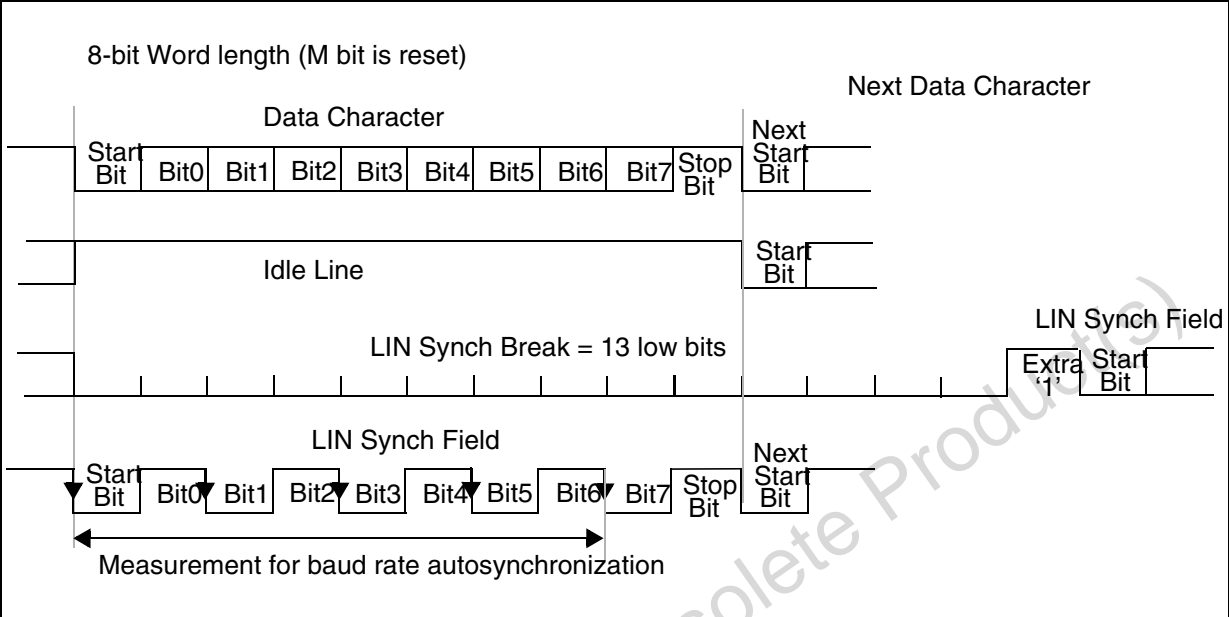 8-bit Word length (M bit is reset)
Next Data Character
Data Character
Start Bit
Bit0 Bit1 Bit2 Bit3 Bit4 Bit5 Bit6 Bit7
Stop Bit
Next Start Bit
Idle Line
Start Bit
LIN Synch Field
LIN Synch Break = 13 low bits
Extra '1'
Start Bit
LIN Synch Field
Start Bit
Bit0 Bit1 Bit2 Bit3 Bit4 Bit5 Bit6 Bit7
Stop Bit
Next Start Bit
Measurement for baud rate autosynchronization
Product(s)